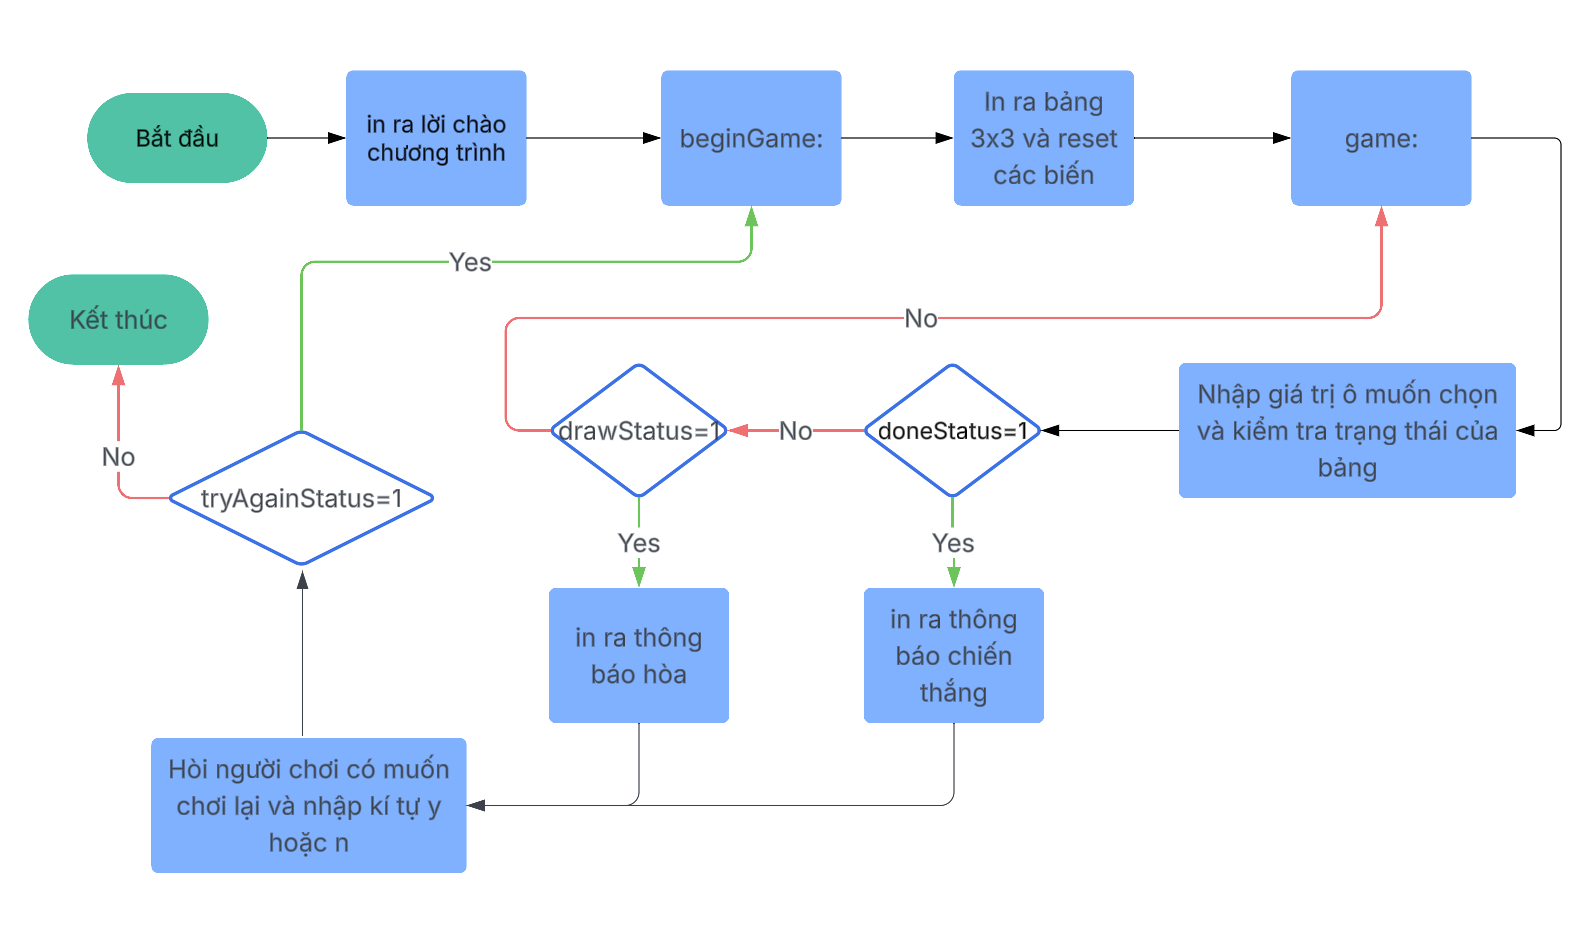 Bắt đầu
in ra lời chào
chương trình
beginGame:
In ra bảng
3x3 và reset
các biến
game:
Yes
Kết thúc
No
Nhập giá trị ô muốn chọn
và kiểm tra trạng thái của
bảng
doneStatus=1
No
drawStatus=1
No
tryAgainStatus=1
Yes
Yes
in ra thông
báo hòa
in ra thông
báo chiến
thắng
Hòi người chơi có muốn
chơi lại và nhập kí tự y
hoặc n